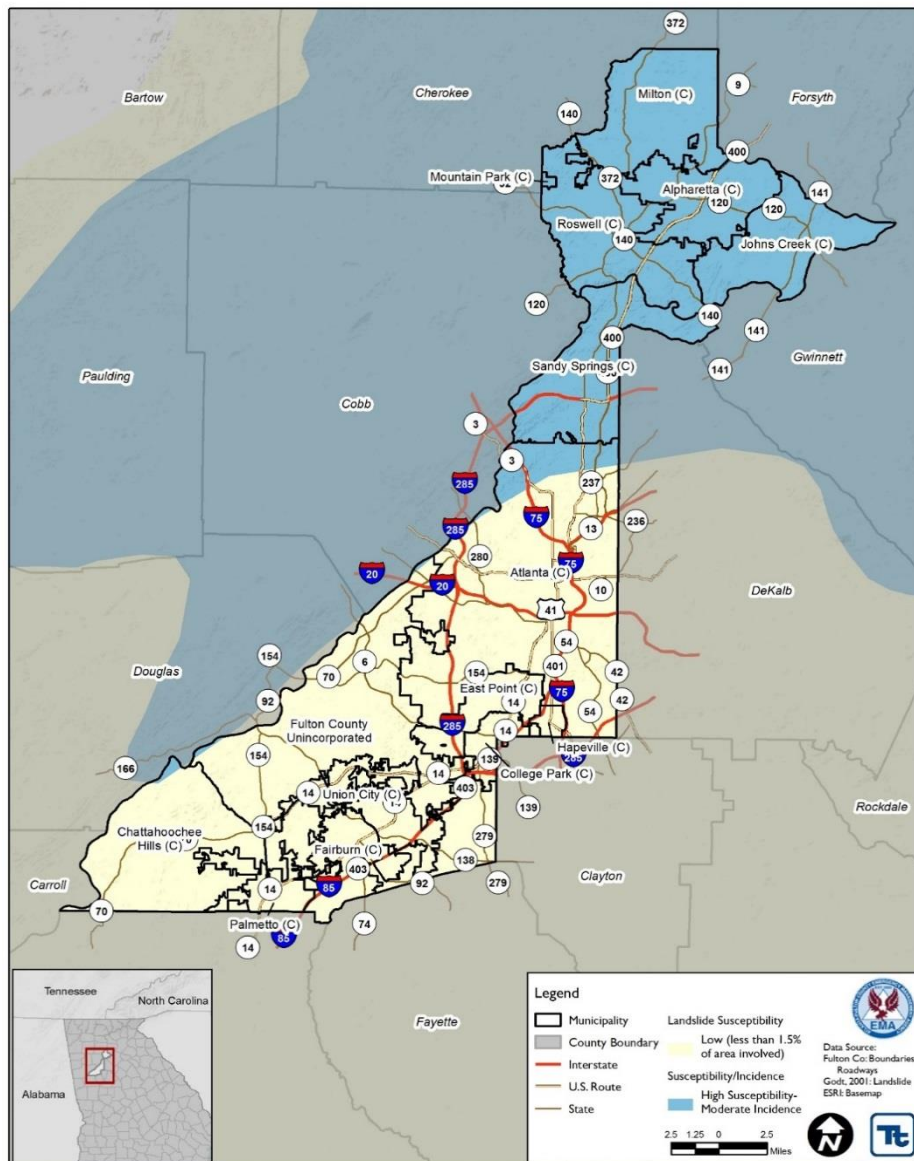 372
Bartow
Cherokee
Milton (C)
9
Forsyth
140
400
Mountain Park (C)
372
Alpharetta (C)
141
120
120
Roswell (C)
140
Johns Creek (C)
120
140
141
400
Gwinnett
Sandy Springs (C)
141
Paulding
Cobb
3
3
285
237
75
285
13
236
280
75
Atlanta (C)
20
20
10
DeKalb
41
54
Douglas
154
6
401
70
154
42
East Point (C)
75
92
14
42
54
Fulton County
Unincorporated
285
14
Hapeville (C)
154
139
285
166
14
College Park (C)
403
14
Union City (C)
139
Rockdale
154
Chattahoochee
Hills (C)
279
Fairburn (C)
403
138
Carroll
85
14
92
279
Clayton
70
Palmetto (C)
74
14
85
Fayette
Tennessee
North Carolina
Alabama
Legend
Municipality
County Boundary
Interstate
U.S. Route
State
Landslide Susceptibility
Low (less than 1.5%
of area involved)
Susceptibility/Incidence
High Susceptibility-
Moderate Incidence
EMA
Data Source:
Fulton Co: Boundaries
Roadways
Godt, 2001: Landslide
ESRI: Basemap
2.5 1.25 0 2.5
Miles
N
Tt